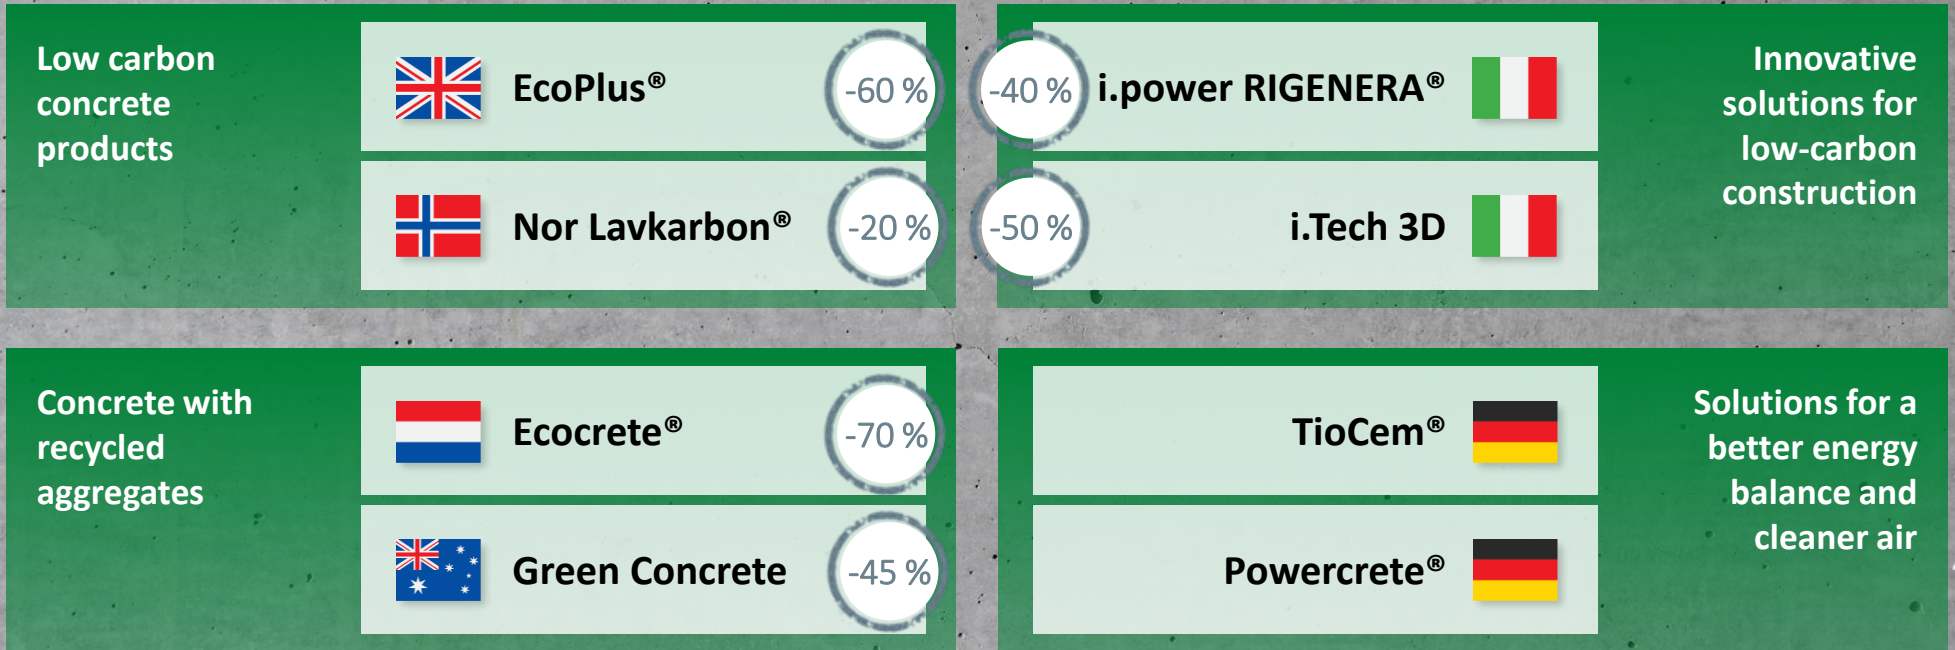 Low carbon
concrete
products
EcoPlus®
-60 %
Nor Lavkarbon®
-20 %
-40 %
i.power RIGENERA®
-50 %
i.Tech 3D
Innovative
solutions for
low-carbon
construction
Concrete with
recycled
aggregates
Ecocrete®
-70 %
Green Concrete
-45 %
TioCem®
Powercrete®
Solutions for a
better energy
balance and
cleaner air